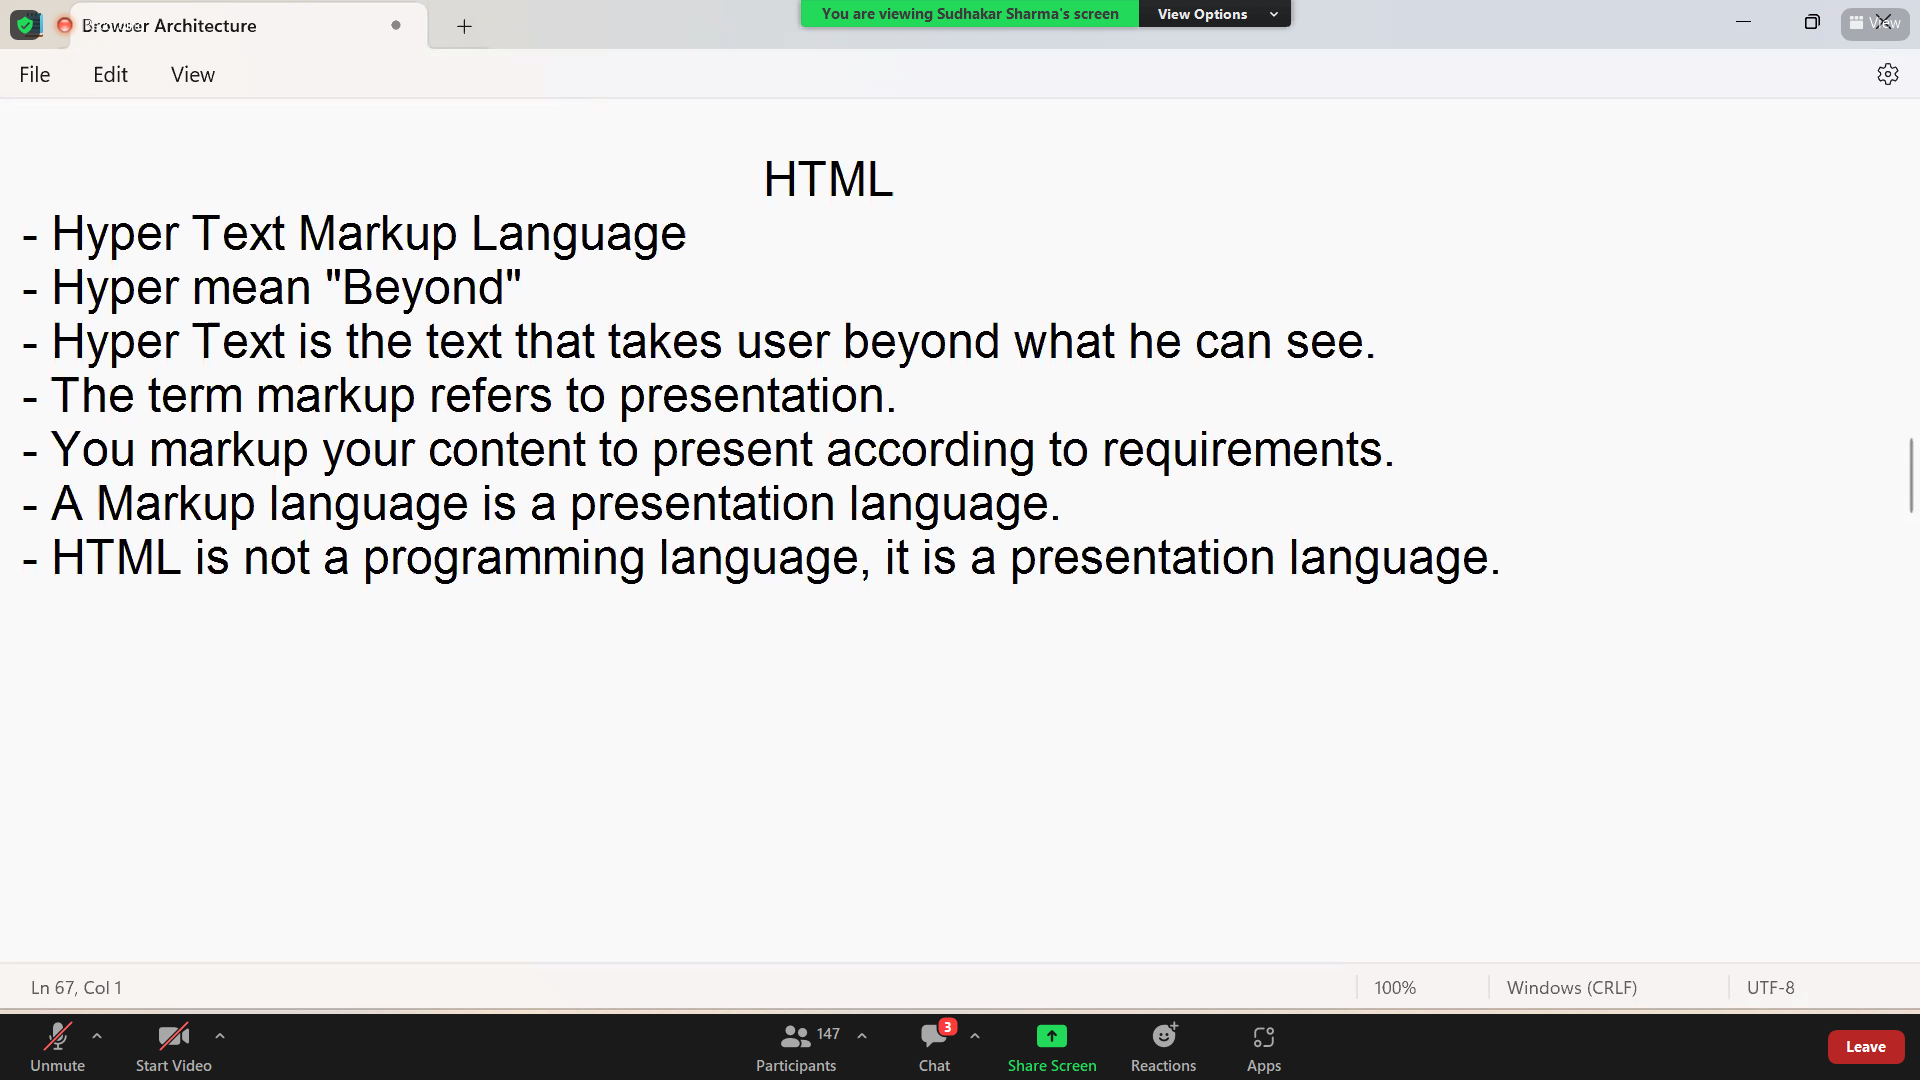 Browser Architecture
You are viewing Sudhakar Sharma's screen
View Options
View
File Edit View
HTML
- Hyper Text Markup Language
- Hyper mean "Beyond"
- Hyper Text is the text that takes user beyond what he can see.
- The term markup refers to presentation.
- You markup your content to present according to requirements.
- A Markup language is a presentation language.
- HTML is not a programming language, it is a presentation language.
Ln 67, Col 1 100% Windows (CRLF) UTF-8
147 3
Unmute Start Video Participants Chat Share Screen Reactions Apps Leave